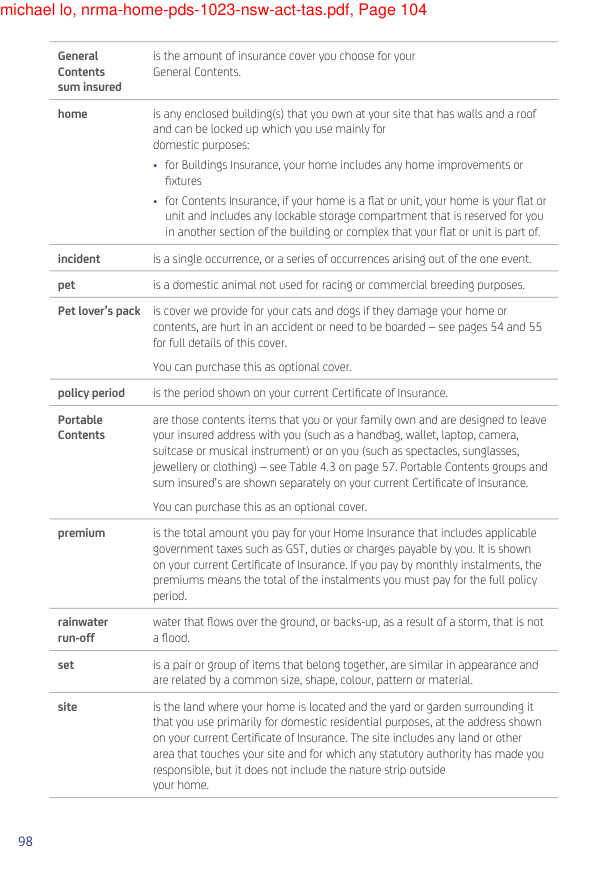 michael lo, nrma-home-pds-1023-nsw-act-tas.pdf, Page 104
General
Contents
sum insured
is the amount of insurance cover you choose for your
General Contents.
home
is any enclosed building(s) that you own at your site that has walls and a roof
and can be locked up which you use mainly for
domestic purposes:
• for Buildings Insurance, your home includes any home improvements or
fixtures
• for Contents Insurance, if your home is a flat or unit, your home is your flat or
unit and includes any lockable storage compartment that is reserved for you
in another section of the building or complex that your flat or unit is part of.
incident
is a single occurrence, or a series of occurrences arising out of the one event.
pet
is a domestic animal not used for racing or commercial breeding purposes.
Pet lover's pack
is cover we provide for your cats and dogs if they damage your home or
contents, are hurt in an accident or need to be boarded – see pages 54 and 55
for full details of this cover.
You can purchase this as optional cover.
policy period
is the period shown on your current Certificate of Insurance.
Portable
Contents
are those contents items that you or your family own and are designed to leave
your insured address with you (such as a handbag, wallet, laptop, camera,
suitcase or musical instrument) or on you (such as spectacles, sunglasses,
jewellery or clothing) – see Table 4.3 on page 57. Portable Contents groups and
sum insured's are shown separately on your current Certificate of Insurance.
You can purchase this as an optional cover.
premium
is the total amount you pay for your Home Insurance that includes applicable
government taxes such as GST, duties or charges payable by you. It is shown
on your current Certificate of Insurance. If you pay by monthly instalments, the
premiums means the total of the instalments you must pay for the full policy
period.
rainwater
run-off
water that flows over the ground, or backs-up, as a result of a storm, that is not
a flood.
set
is a pair or group of items that belong together, are similar in appearance and
are related by a common size, shape, colour, pattern or material.
site
is the land where your home is located and the yard or garden surrounding it
that you use primarily for domestic residential purposes, at the address shown
on your current Certificate of Insurance. The site includes any land or other
area that touches your site and for which any statutory authority has made you
responsible, but it does not include the nature strip outside
your home.
98